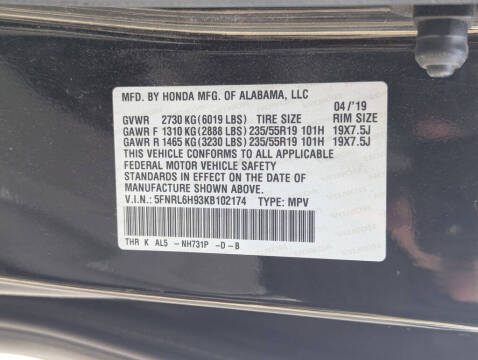 MFD. BY HONDA MFG. OF ALABAMA, LLC
04/'19
GVWR 2730 KG(6019 LBS) TIRE SIZE RIM SIZE
GAWR F 1310 KG(2888 LBS) 235/55R19 101H 19X7.5J
GAWR R 1465 KG(3230 LBS) 235/55R19 101H 19X7.5J
THIS VEHICLE CONFORMS TO ALL APPLICABLE
FEDERAL MOTOR VEHICLE SAFETY
STANDARDS IN EFFECT ON THE DATE OF
MANUFACTURE SHOWN ABOVE.
V.I.N.: 5FNRL6H93KB102174 TYPE: MPV
THR K AL5 -NH731P -D-B